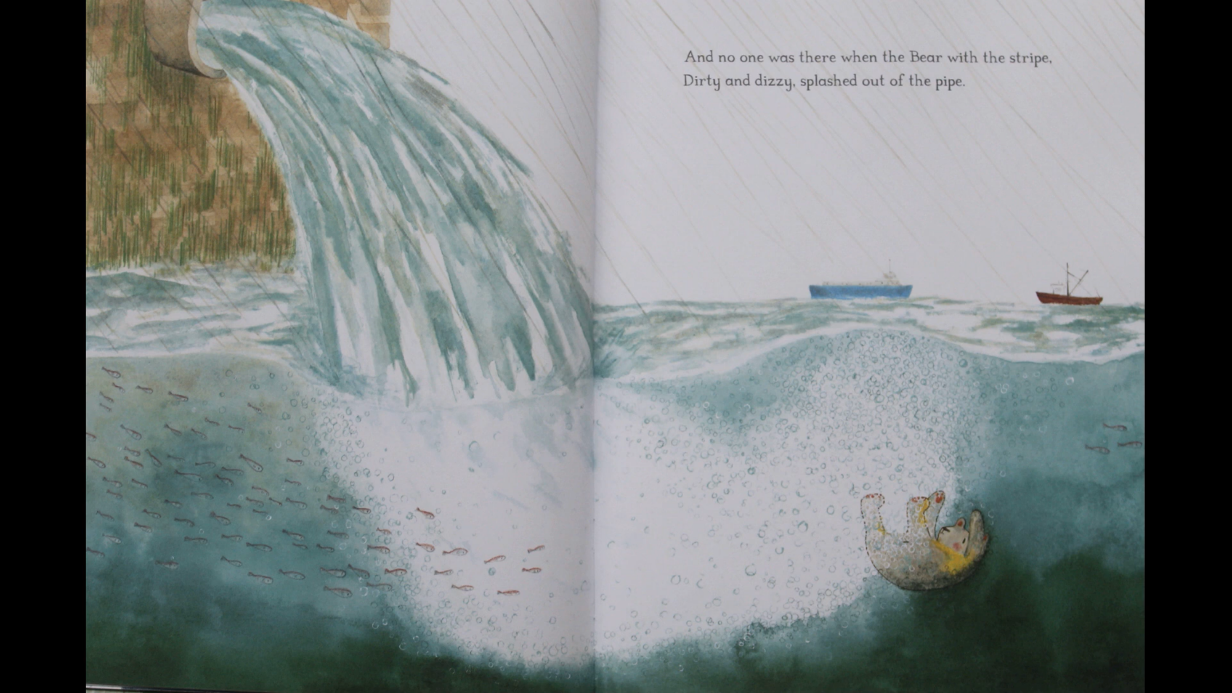 And no one was there when the Bear with the stripe,
Dirty and dizzy, splashed out of the pipe.